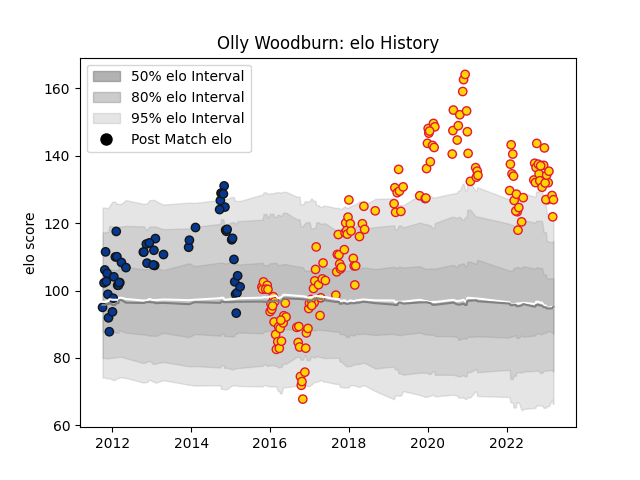 Olly Woodburn: elo History
50% elo Interval
80% elo Interval
95% elo Interval
Post Match elo
elo score
160
140
120
100
80
60
2012
2014
2016
2018
2020
2022